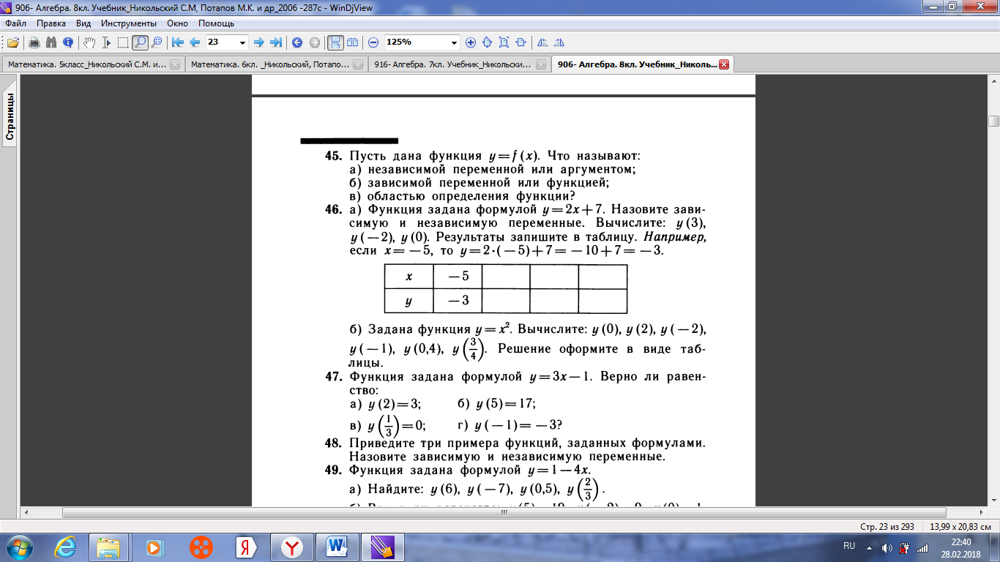 906- Алгебра. 8кл. Учебник_Никольский С.М, Потапов М.К. и др_2006 -287с - WinDjView
Файл Правка Вид Инструменты Окно Помощь
23 125%
Математика. 5класс_Никольский С.М. и... Математика. 6кл. _Никольский, Потапо... 916- Алгебра. 7кл. Учебник_Никольски... 906- Алгебра. 8кл. Учебник_Николь...
Страницы
45. Пусть дана функция y=f(x). Что называют:
а) независимой переменной или аргументом;
б) зависимой переменной или функцией;
в) областью определения функции?
46. а) Функция задана формулой y=2x+7. Назовите зави-
симую и независимую переменные. Вычислите: y(3),
y(−2), y(0). Результаты запишите в таблицу. Например,
если x=−5, то y=2·(−5)+7=−10+7=−3.
x −5
y −3
б) Задана функция y=x². Вычислите: y(0), y(2), y(−2),
y(−1), y(0,4), y(3/4). Решение оформите в виде таб-
лицы.
47. Функция задана формулой y=3x−1. Верно ли равен-
ство:
а) y(2)=3; б) y(5)=17;
в) y(1/3)=0; г) y(−1)=−3?
48. Приведите три примера функций, заданных формулами.
Назовите зависимую и независимую переменные.
49. Функция задана формулой y=1−4x.
а) Найдите: y(6), y(−7), y(0,5), y(2/3).
Стр. 23 из 293 13,99 x 20,83 см
RU 22:40
28.02.2018